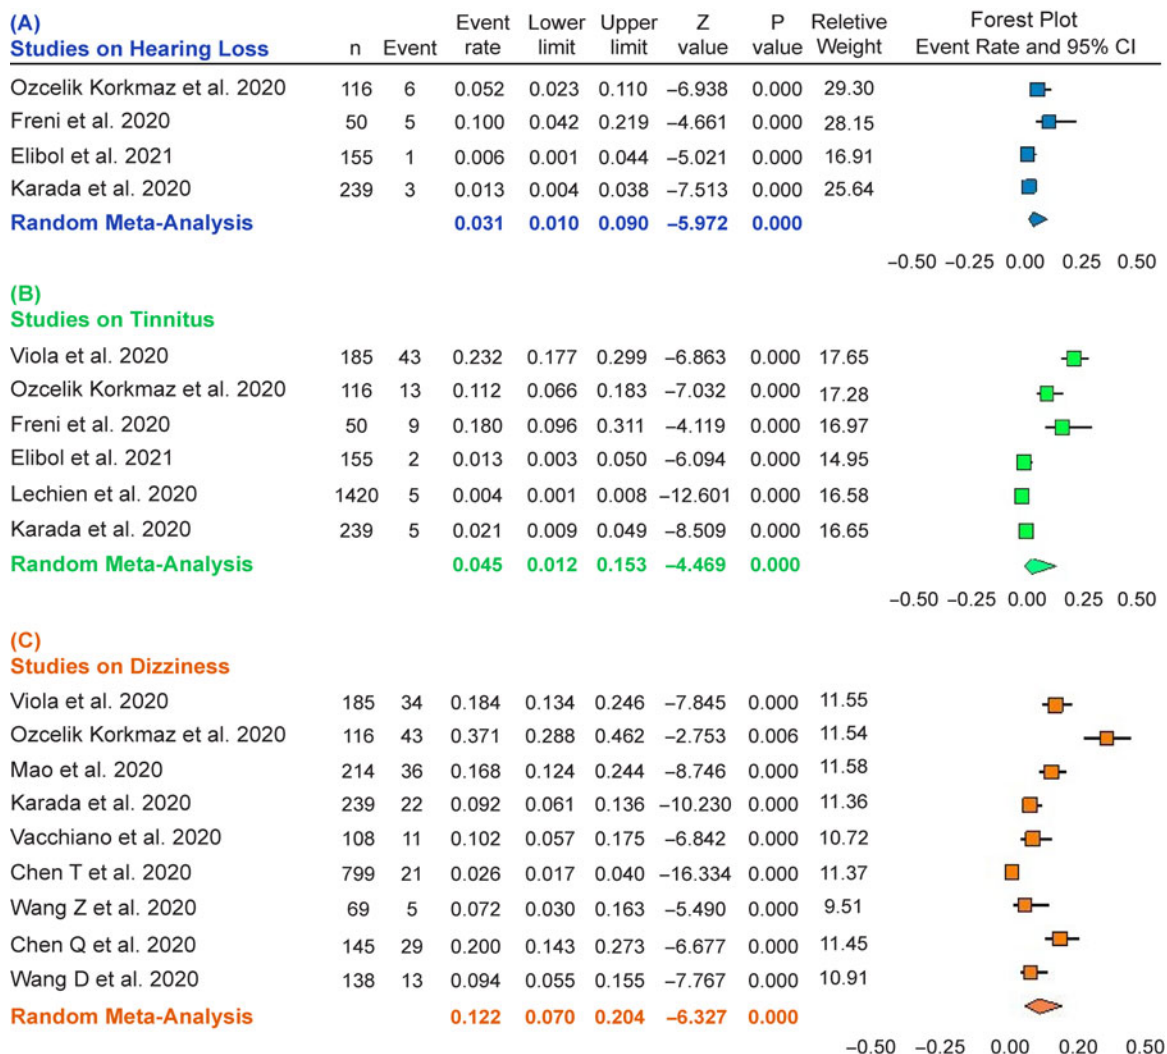 (A) Event Lower Upper Z P Reletive Forest Plot
Studies on Hearing Loss n Event rate limit limit value value Weight Event Rate and 95% CI
Ozcelik Korkmaz et al. 2020 116 6 0.052 0.023 0.110 −6.938 0.000 29.30
Freni et al. 2020 50 5 0.100 0.042 0.219 −4.661 0.000 28.15
Elibol et al. 2021 155 1 0.006 0.001 0.044 −5.021 0.000 16.91
Karada et al. 2020 239 3 0.013 0.004 0.038 −7.513 0.000 25.64
Random Meta-Analysis 0.031 0.010 0.090 −5.972 0.000
−0.50 −0.25 0.00 0.25 0.50
(B)
Studies on Tinnitus
Viola et al. 2020 185 43 0.232 0.177 0.299 −6.863 0.000 17.65
Ozcelik Korkmaz et al. 2020 116 13 0.112 0.066 0.183 −7.032 0.000 17.28
Freni et al. 2020 50 9 0.180 0.096 0.311 −4.119 0.000 16.97
Elibol et al. 2021 155 2 0.013 0.003 0.050 −6.094 0.000 14.95
Lechien et al. 2020 1420 5 0.004 0.001 0.008 −12.601 0.000 16.58
Karada et al. 2020 239 5 0.021 0.009 0.049 −8.509 0.000 16.65
Random Meta-Analysis 0.045 0.012 0.153 −4.469 0.000
−0.50 −0.25 0.00 0.25 0.50
(C)
Studies on Dizziness
Viola et al. 2020 185 34 0.184 0.134 0.246 −7.845 0.000 11.55
Ozcelik Korkmaz et al. 2020 116 43 0.371 0.288 0.462 −2.753 0.006 11.54
Mao et al. 2020 214 36 0.168 0.124 0.244 −8.746 0.000 11.58
Karada et al. 2020 239 22 0.092 0.061 0.136 −10.230 0.000 11.36
Vacchiano et al. 2020 108 11 0.102 0.057 0.175 −6.842 0.000 10.72
Chen T et al. 2020 799 21 0.026 0.017 0.040 −16.334 0.000 11.37
Wang Z et al. 2020 69 5 0.072 0.030 0.163 −5.490 0.000 9.51
Chen Q et al. 2020 145 29 0.200 0.143 0.273 −6.677 0.000 11.45
Wang D et al. 2020 138 13 0.094 0.055 0.155 −7.767 0.000 10.91
Random Meta-Analysis 0.122 0.070 0.204 −6.327 0.000
−0.50 −0.25 0.00 0.25 0.50